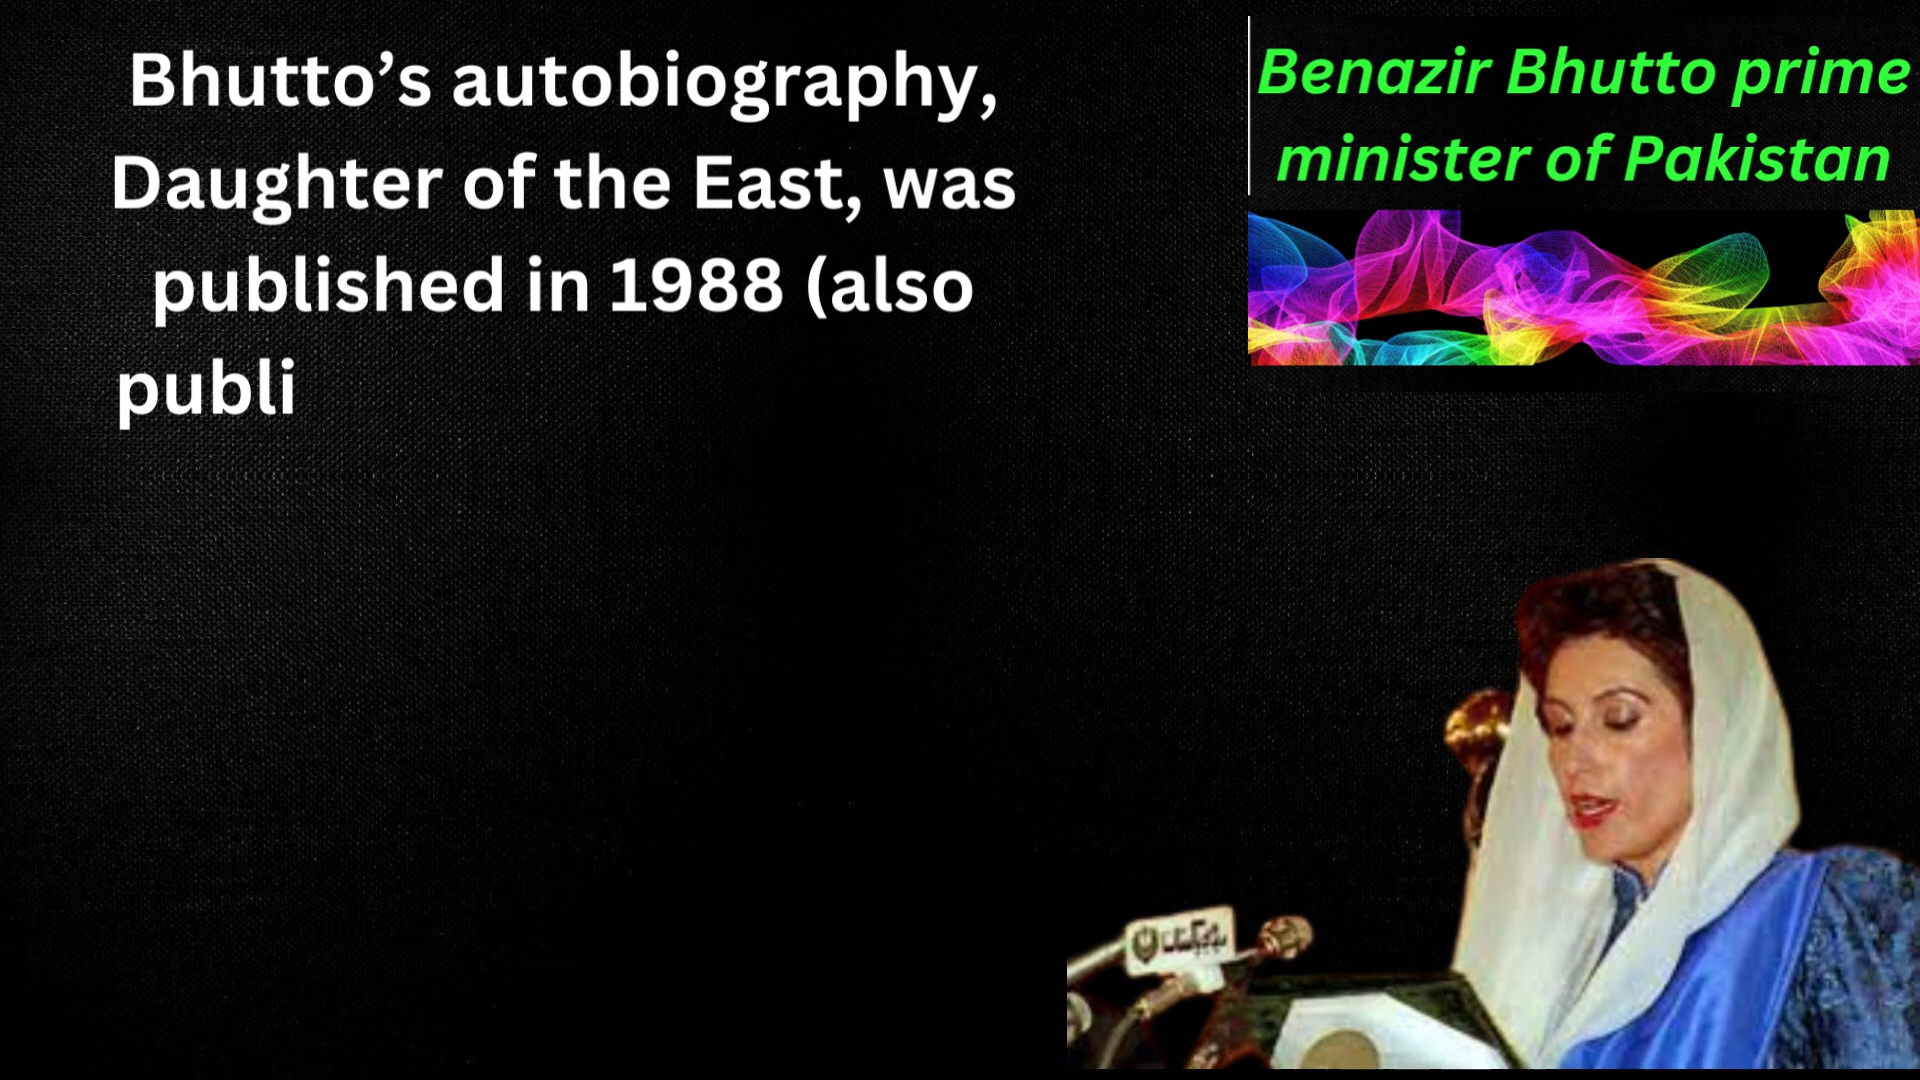 Bhutto’s autobiography,
Daughter of the East, was
published in 1988 (also
publi
Benazir Bhutto prime
minister of Pakistan